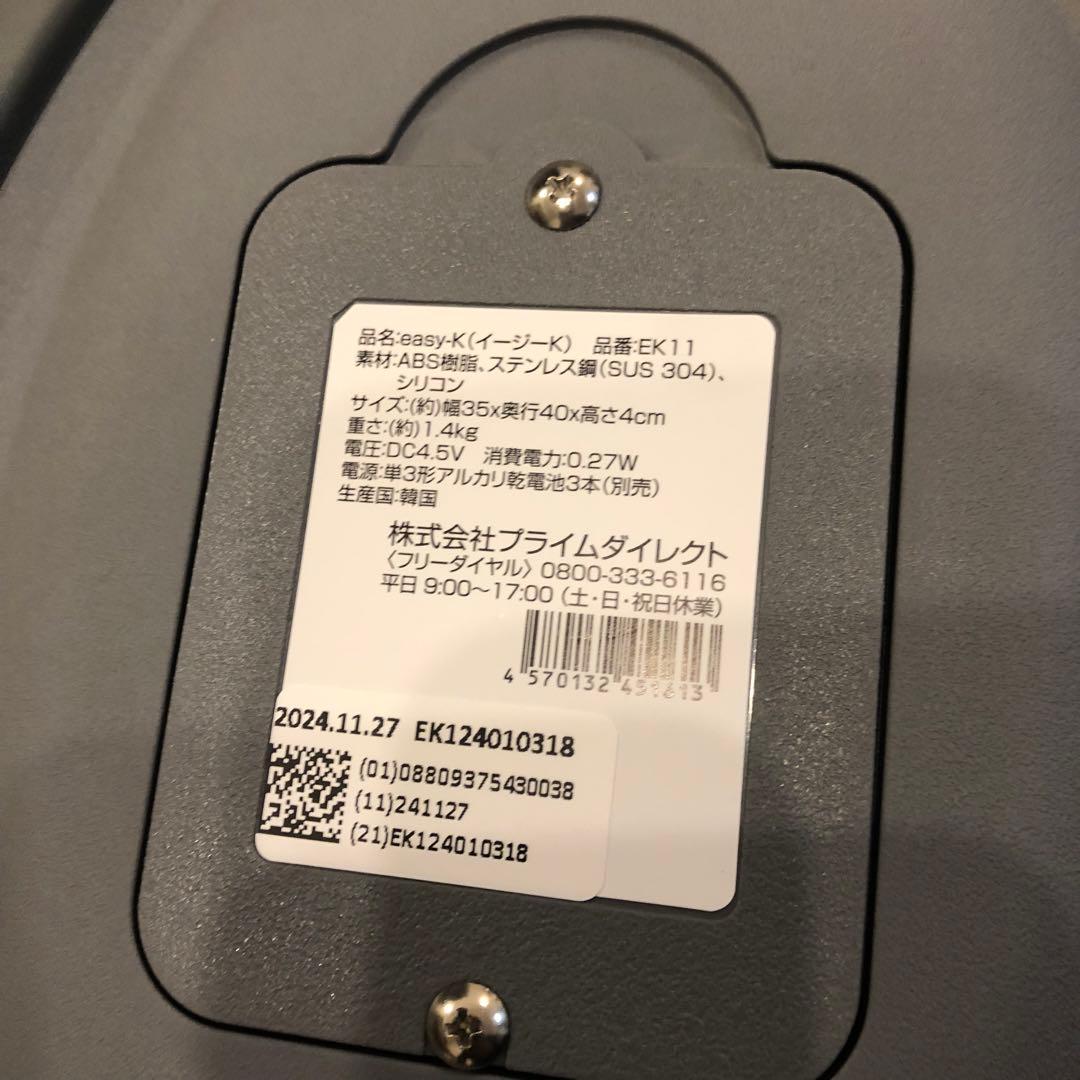 品名:easy-K(イージーK) 品番:EK11
素材:ABS樹脂、ステンレス鋼(SUS 304)、
シリコン
サイズ:(約)幅35x奥行40x高さ4cm
重さ:(約)1.4kg
電圧:DC4.5V 消費電力:0.27W
電源:単3形アルカリ乾電池3本(別売)
生産国:韓国
株式会社プライムダイレクト
〈フリーダイヤル〉0800-333-6116
平日 9:00〜17:00 (土・日・祝日休業)
4 570132
2024.11.27 EK124010318
(01)08809375430038
(11)241127
(21)EK124010318